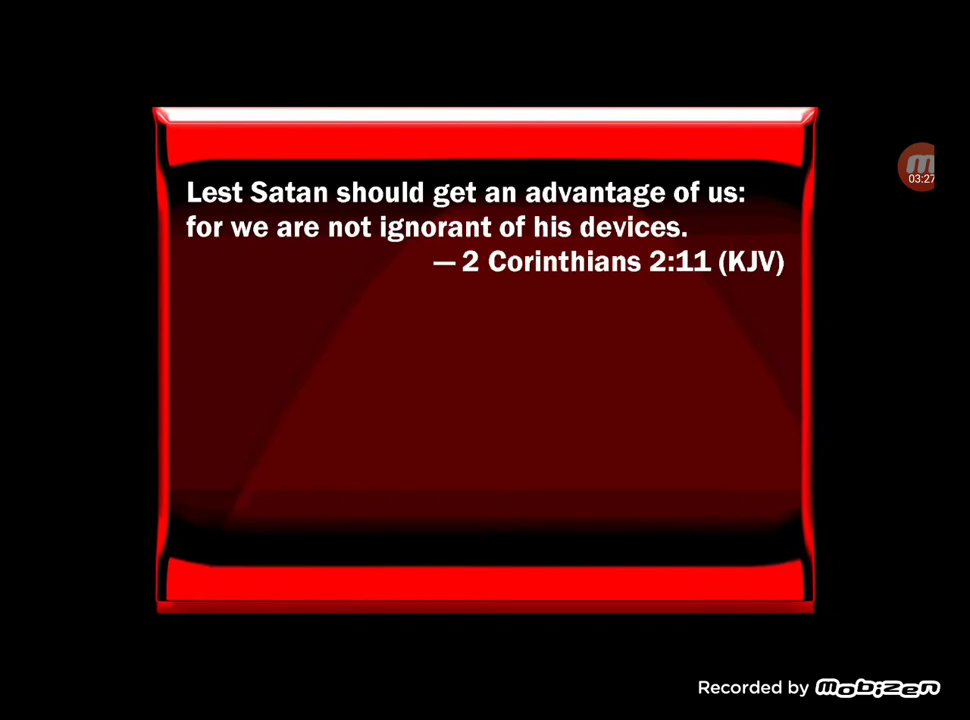 Lest Satan should get an advantage of us:
for we are not ignorant of his devices.
— 2 Corinthians 2:11 (KJV)
03:27
Recorded by mobizen